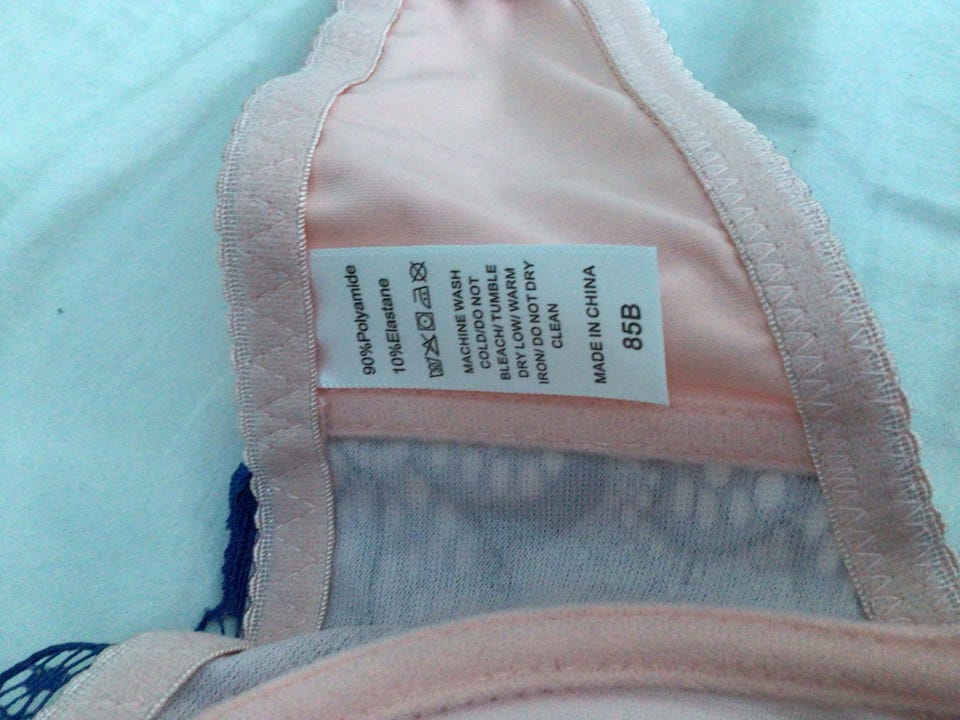 90%Polyamide
10%Elastane
MACHINE WASH
COLD/DO NOT
BLEACH/ TUMBLE
DRY LOW/ WARM
IRON/ DO NOT DRY
CLEAN
MADE IN CHINA
85B